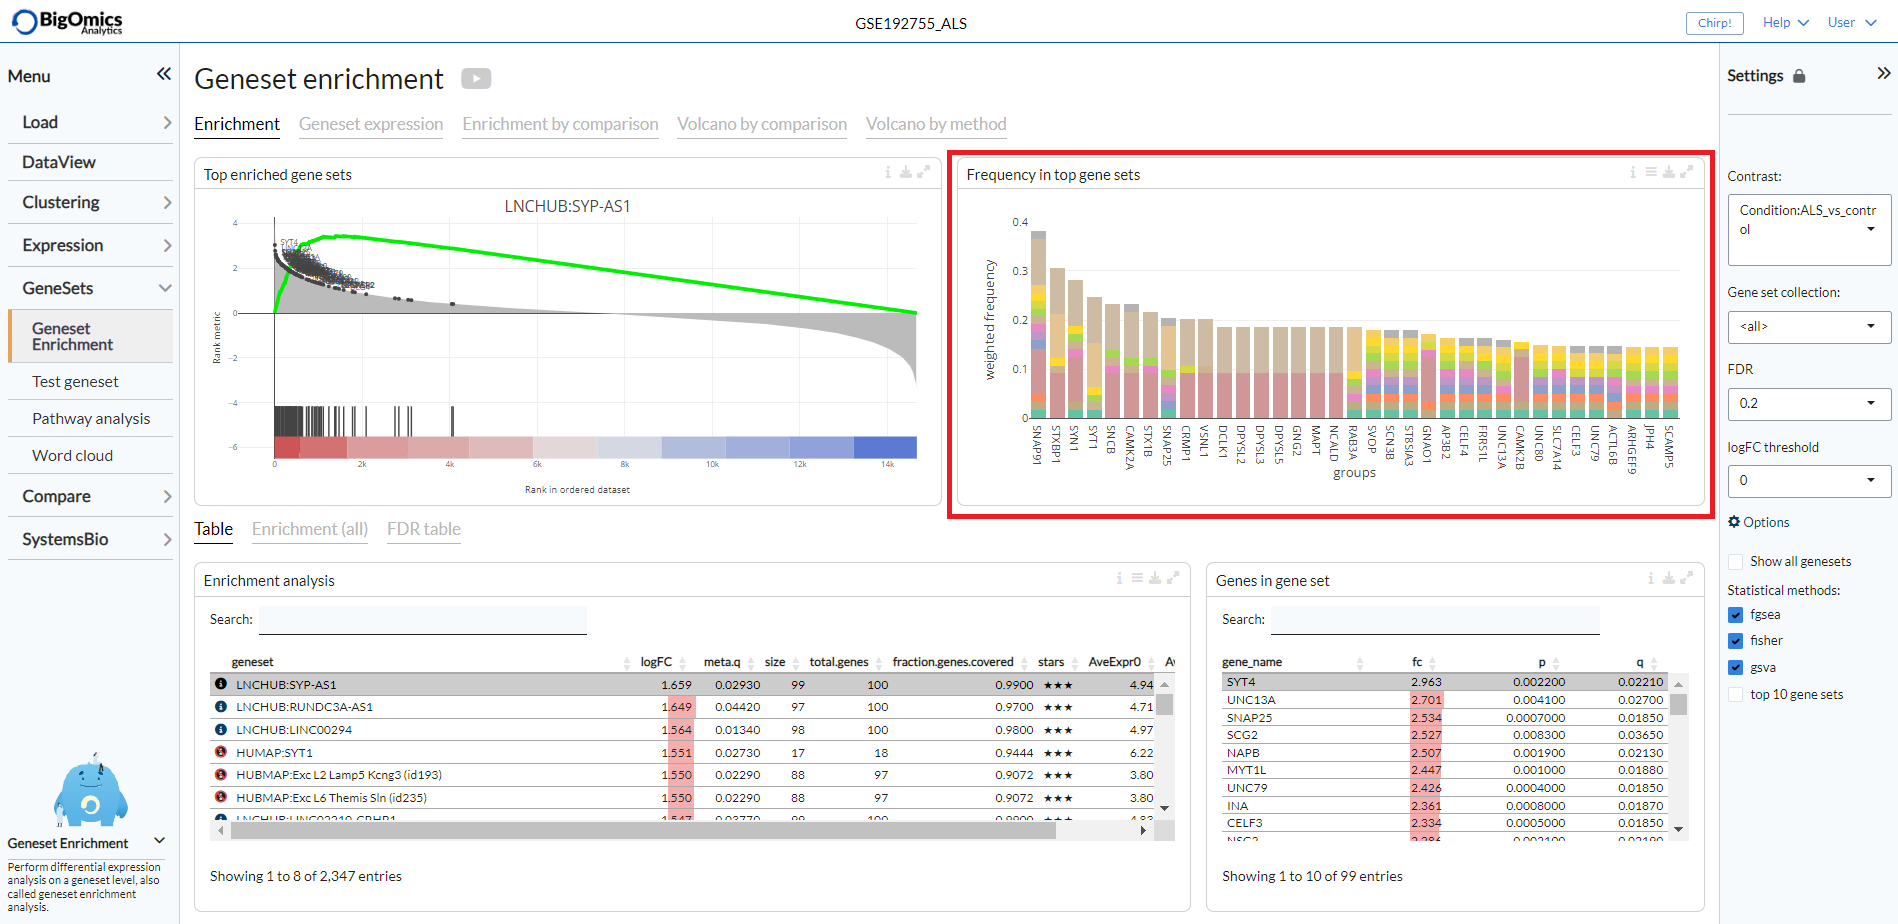 BigOmics
Analytics
GSE192755_ALS
Chirp!
Help
User
Menu
Load
DataView
Clustering
Expression
GeneSets
Geneset
Enrichment
Test geneset
Pathway analysis
Word cloud
Compare
SystemsBio
Geneset Enrichment
Perform differential expression
analysis on a geneset level, also
called geneset enrichment
analysis.
Geneset enrichment
Enrichment
Geneset expression
Enrichment by comparison
Volcano by comparison
Volcano by method
Top enriched gene sets
LNCHUB:SYP-AS1
SYT4
Rank metric
4
2
0
−2
−4
−6
0
2k
4k
6k
8k
10k
12k
14k
Rank in ordered dataset
Frequency in top gene sets
weighted frequency
0.4
0.3
0.2
0.1
0
SNAP91
STXBP1
SYN1
SYT1
SNCB
CAMK2A
STX1B
SNAP25
CRMP1
VSNL1
DCLK1
DPYSL2
DPYSL3
DPYSL5
GNG2
MAPT
NCALD
RAB3A
SVOP
SCN3B
ST8SIA3
GNAO1
AP3B2
CELF4
FRRS1L
UNC13A
CAMK2B
UNC80
SLC7A14
CELF3
UNC79
ACTL6B
ARHGEF9
JPH4
SCAMP5
groups
Table
Enrichment (all)
FDR table
Enrichment analysis
Search:
geneset logFC meta.q size total.genes fraction.genes.covered stars AveExpr0
LNCHUB:SYP-AS1 1.659 0.02930 99 100 0.9900 ★★★ 4.94
LNCHUB:RUNDC3A-AS1 1.649 0.04420 97 100 0.9700 ★★★ 4.71
LNCHUB:LINC00294 1.564 0.01340 98 100 0.9800 ★★★ 4.97
HUMAP:SYT1 1.551 0.02730 17 18 0.9444 ★★★ 6.22
HUBMAP:Exc L2 Lamp5 Kcng3 (id193) 1.550 0.02290 88 97 0.9072 ★★★ 3.80
HUBMAP:Exc L6 Themis Sln (id235) 1.550 0.02290 88 97 0.9072 ★★★ 3.80
Showing 1 to 8 of 2,347 entries
Genes in gene set
Search:
gene_name fc p q
SYT4 2.963 0.002200 0.02210
UNC13A 2.701 0.004100 0.02700
SNAP25 2.534 0.0007000 0.01850
SCG2 2.527 0.008300 0.03650
NAPB 2.507 0.001900 0.02130
MYT1L 2.447 0.001000 0.01880
UNC79 2.426 0.0004000 0.01850
INA 2.361 0.0008000 0.01870
CELF3 2.334 0.0005000 0.01850
Showing 1 to 10 of 99 entries
Settings
Contrast:
Condition:ALS_vs_contr
ol
Gene set collection:
<all>
FDR
0.2
logFC threshold
0
Options
Show all genesets
Statistical methods:
fgsea
fisher
gsva
top 10 gene sets